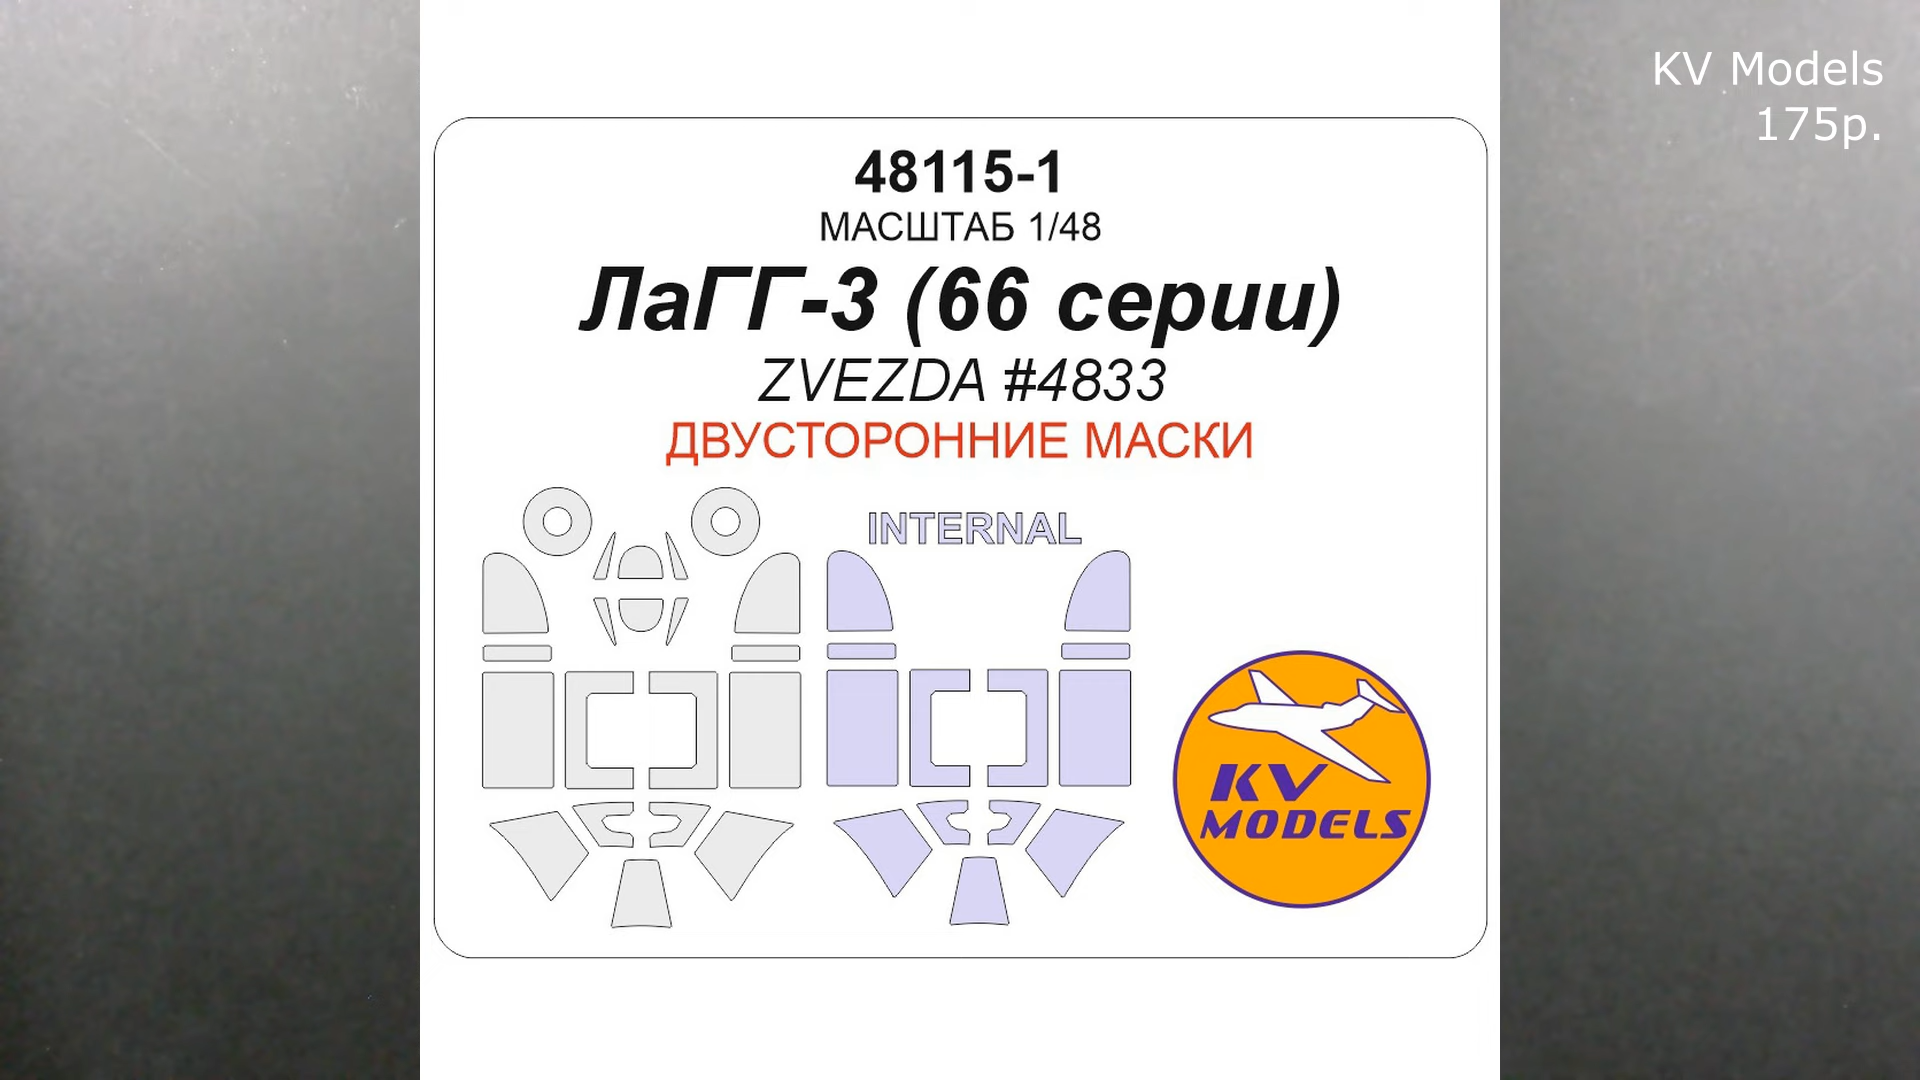 KV Models
175р.
48115-1
МАСШТАБ 1/48
ЛаГГ-3 (66 серии)
ZVEZDA #4833
ДВУСТОРОННИЕ МАСКИ
INTERNAL
KV
MODELS